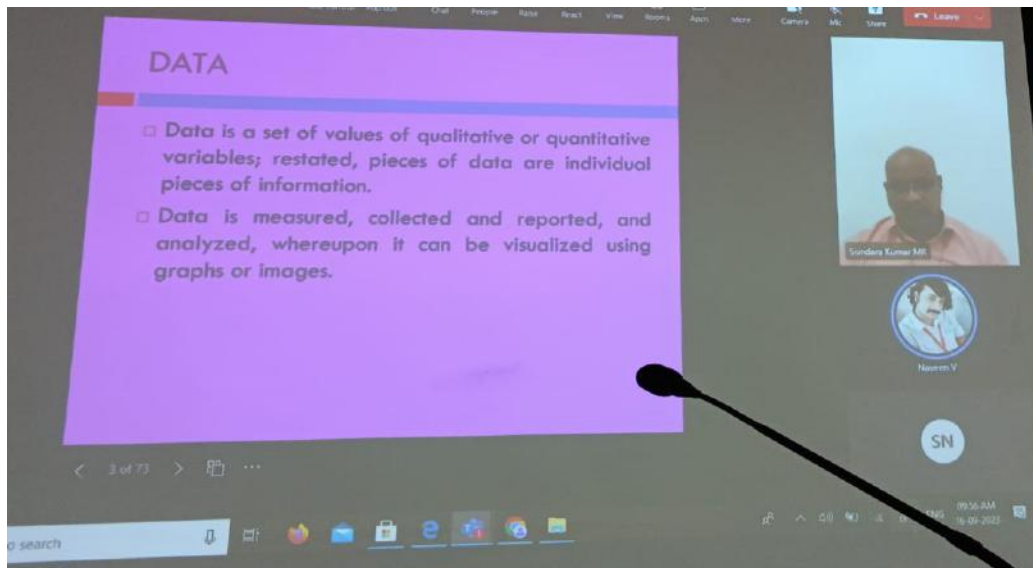 Chat People Raise React View Rooms Apps More Camera Mic Share Leave
DATA
Data is a set of values of qualitative or quantitative
variables; restated, pieces of data are individual
pieces of information.
Data is measured, collected and reported, and
analyzed, whereupon it can be visualized using
graphs or images.
Sundara Kumar MR
Naveen V
SN
3 of 73
search
ENG
09:56 AM
16-09-2023